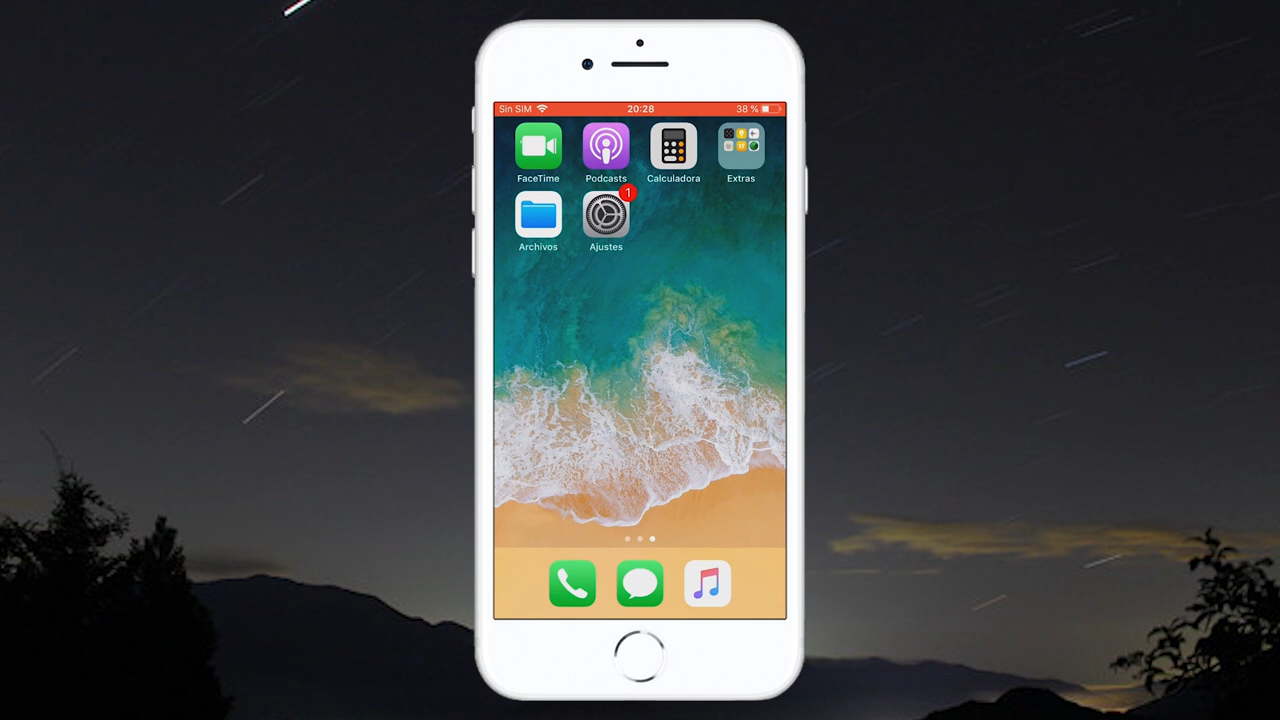 Sin SIM 20:28 38 %
FaceTime Podcasts Calculadora Extras
1
Archivos Ajustes